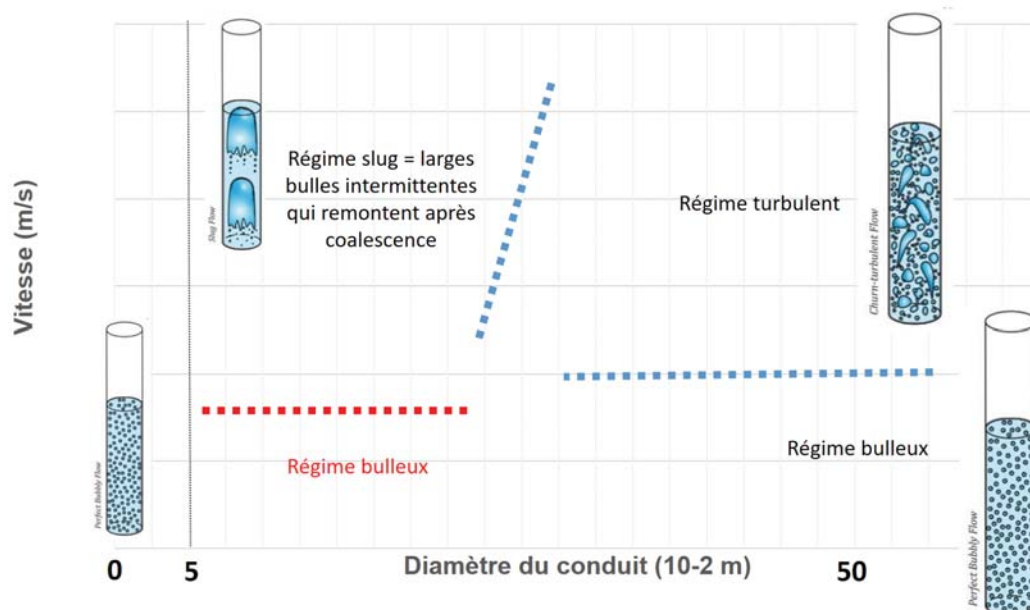 Vitesse (m/s)
Slug Flow
Régime slug = larges
bulles intermittentes
qui remontent après
coalescence
Régime turbulent
Churn-turbulent Flow
Perfect Bubbly Flow
Régime bulleux
Régime bulleux
Perfect Bubbly Flow
0
5
Diamètre du conduit (10-2 m)
50